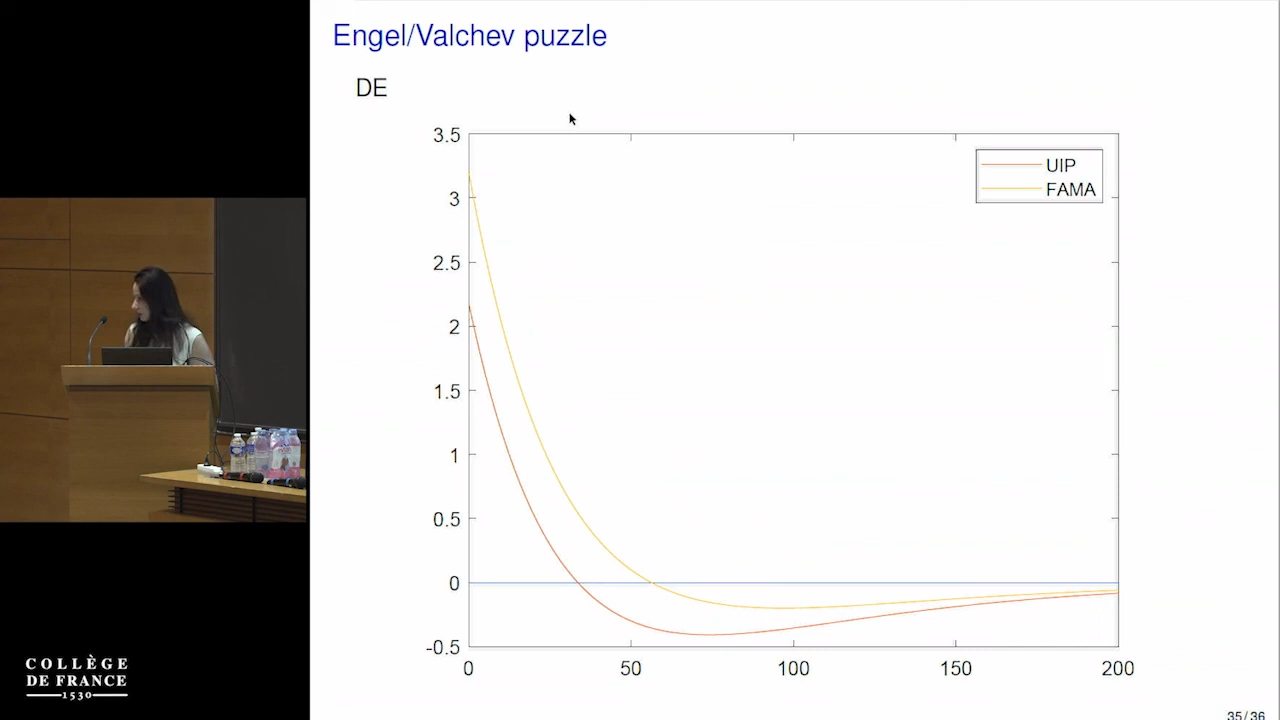 Engel/Valchev puzzle
DE
3.5
3
2.5
2
1.5
1
0.5
0
-0.5
0 50 100 150 200
UIP
FAMA
COLLÈGE
DE FRANCE
1530
35/36